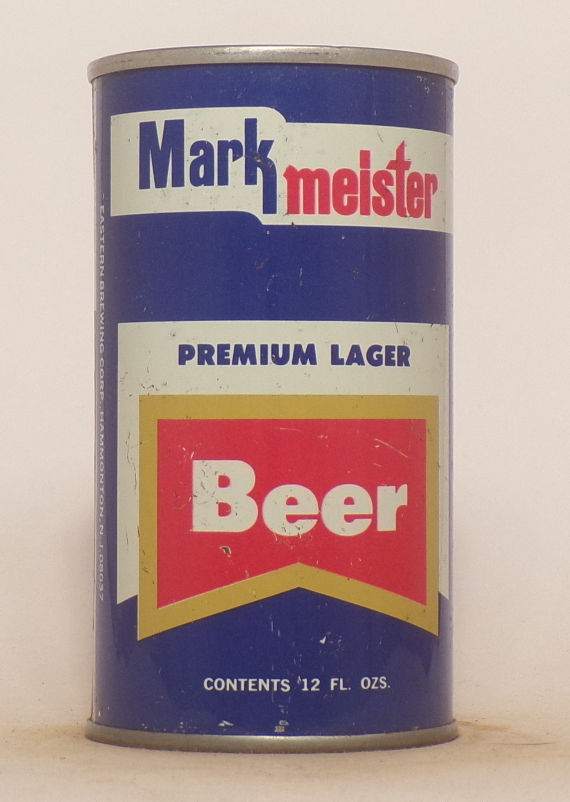 Mark
meister
PREMIUM LAGER
Beer
CONTENTS 12 FL. OZS.
EASTERN BREWING CORP., HAMMONTON, N.J. 08037